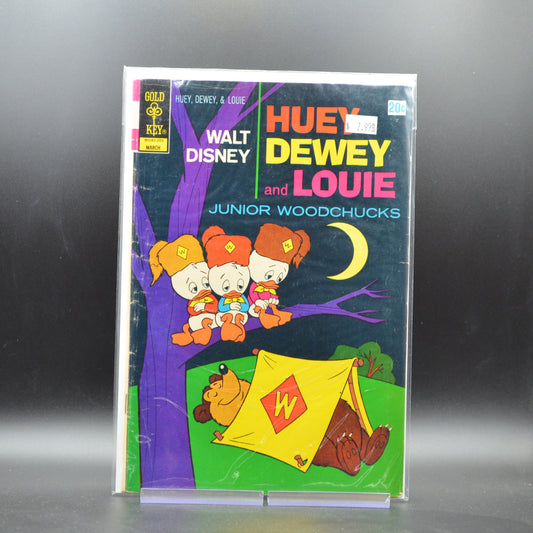 GOLD
KEY®
MARCH
HUEY, DEWEY, & LOUIE
20¢
WALT
DISNEY
HUEY
DEWEY
and LOUIE
JUNIOR WOODCHUCKS
W
W